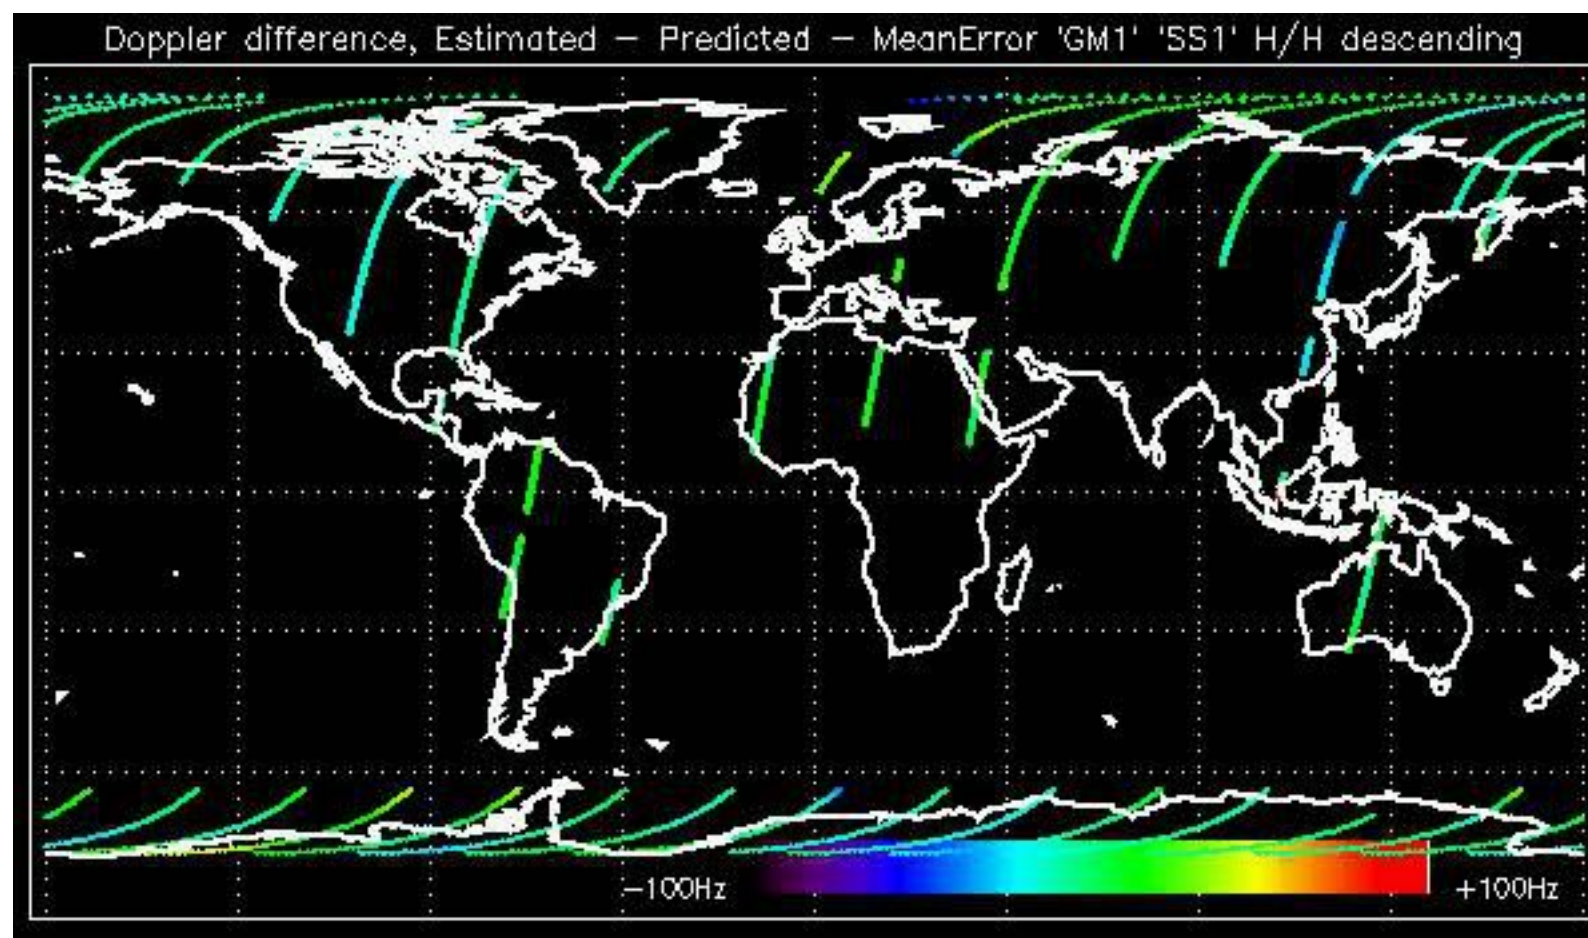 Doppler difference, Estimated – Predicted – MeanError 'GM1' 'SS1' H/H descending
–100Hz
+100Hz